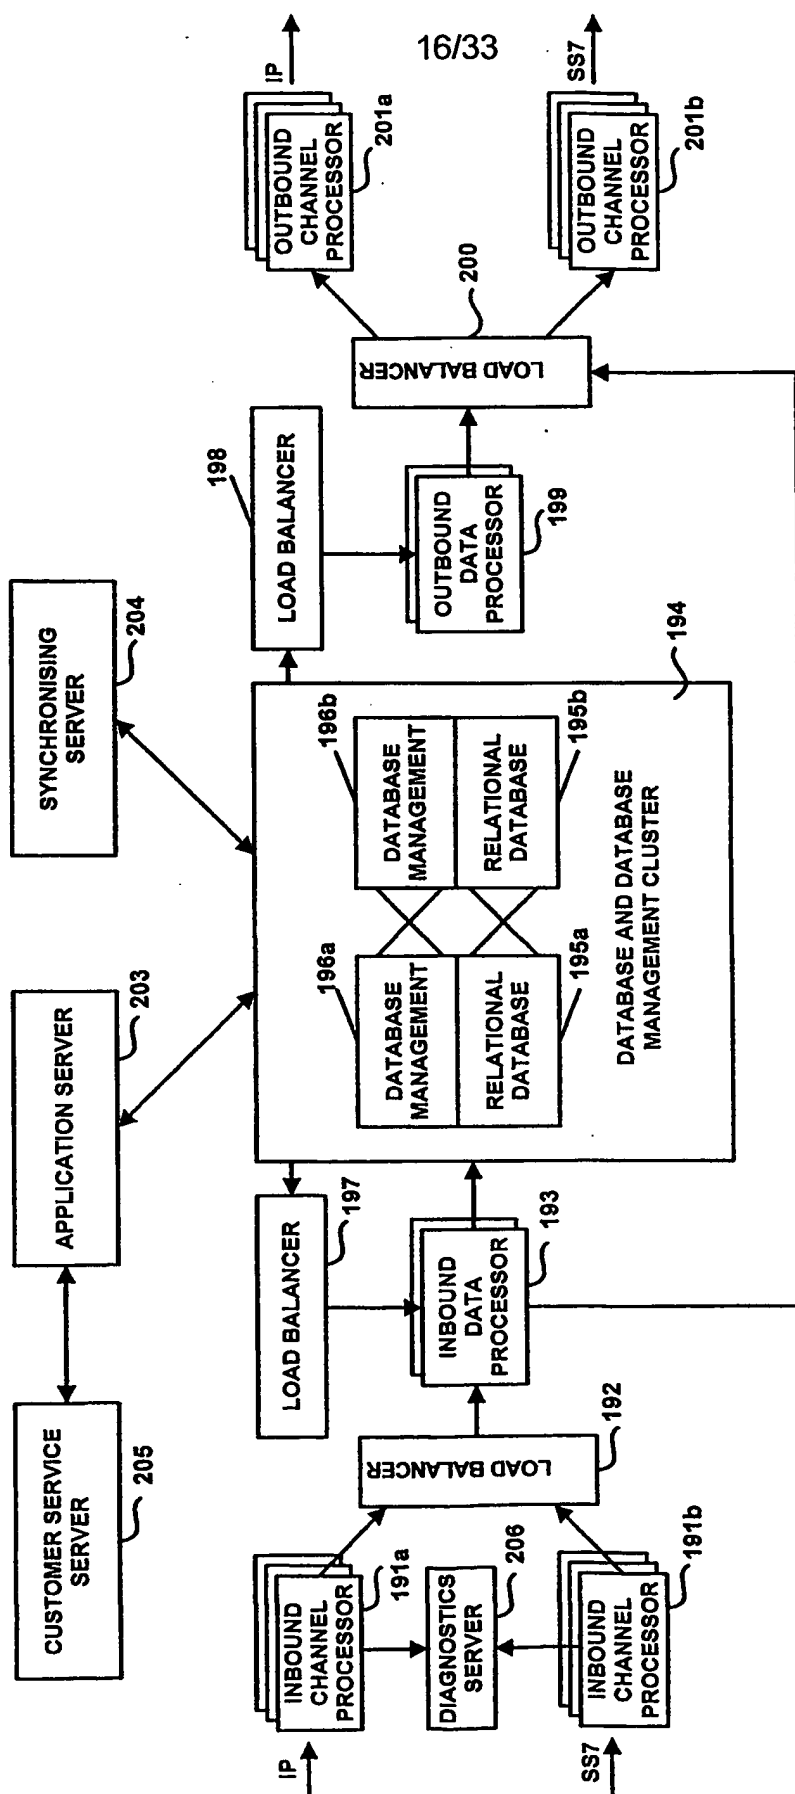 16/33
CUSTOMER SERVICE
SERVER
205
APPLICATION SERVER
203
SYNCHRONISING
SERVER
204
IP
INBOUND
CHANNEL
PROCESSOR
191a
DIAGNOSTICS
SERVER
206
SS7
INBOUND
CHANNEL
PROCESSOR
191b
LOAD BALANCER
192
LOAD BALANCER
197
INBOUND
DATA
PROCESSOR
193
196a
DATABASE
MANAGEMENT
RELATIONAL
DATABASE
195a
196b
DATABASE
MANAGEMENT
RELATIONAL
DATABASE
195b
DATABASE AND DATABASE
MANAGEMENT CLUSTER
194
198
LOAD BALANCER
OUTBOUND
DATA
PROCESSOR
199
LOAD BALANCER
200
OUTBOUND
CHANNEL
PROCESSOR
201a
IP
OUTBOUND
CHANNEL
PROCESSOR
201b
SS7